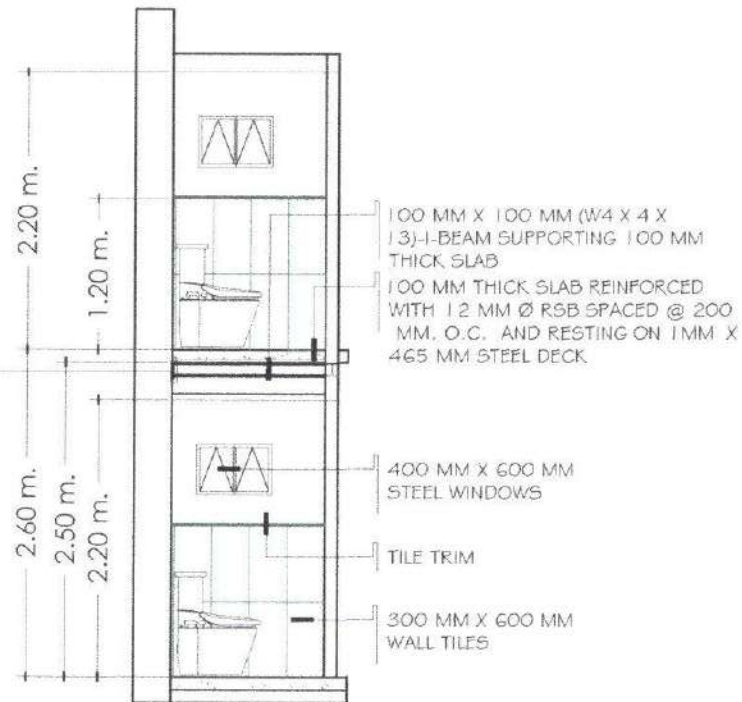 2.20 m.
1.20 m.
2.60 m.
2.50 m.
2.20 m.
100 MM X 100 MM (W4 X 4 X
13)-I-BEAM SUPPORTING 100 MM
THICK SLAB
100 MM THICK SLAB REINFORCED
WITH 12 MM Ø RSB SPACED @ 200
MM. O.C. AND RESTING ON 1MM X
465 MM STEEL DECK
400 MM X 600 MM
STEEL WINDOWS
TILE TRIM
300 MM X 600 MM
WALL TILES